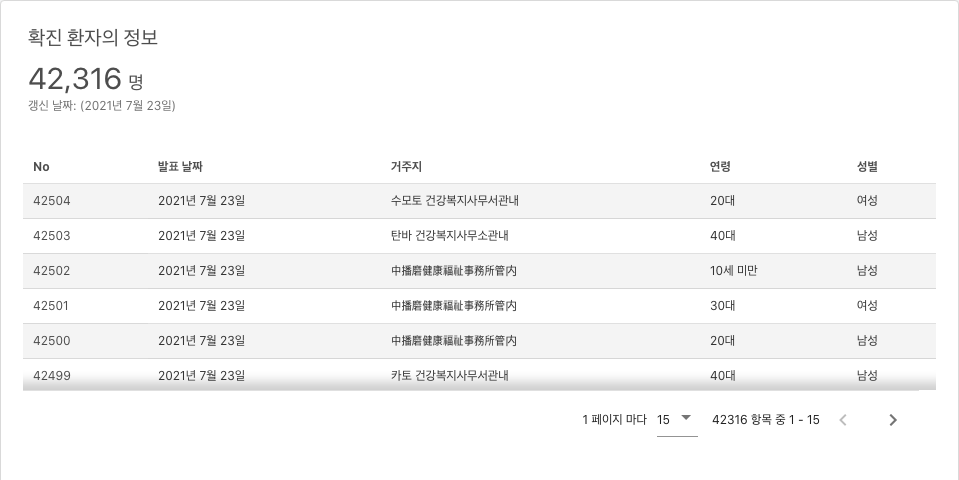 확진 환자의 정보
42,316 명
갱신 날짜: (2021년 7월 23일)
No 발표 날짜 거주지 연령 성별
42504 2021년 7월 23일 수모토 건강복지사무서관내 20대 여성
42503 2021년 7월 23일 탄바 건강복지사무소관내 40대 남성
42502 2021년 7월 23일 中播磨健康福祉事務所管内 10세 미만 남성
42501 2021년 7월 23일 中播磨健康福祉事務所管内 30대 여성
42500 2021년 7월 23일 中播磨健康福祉事務所管内 20대 남성
42499 2021년 7월 23일 카토 건강복지사무서관내 40대 남성
1 페이지 마다 15 42316 항목 중 1 - 15